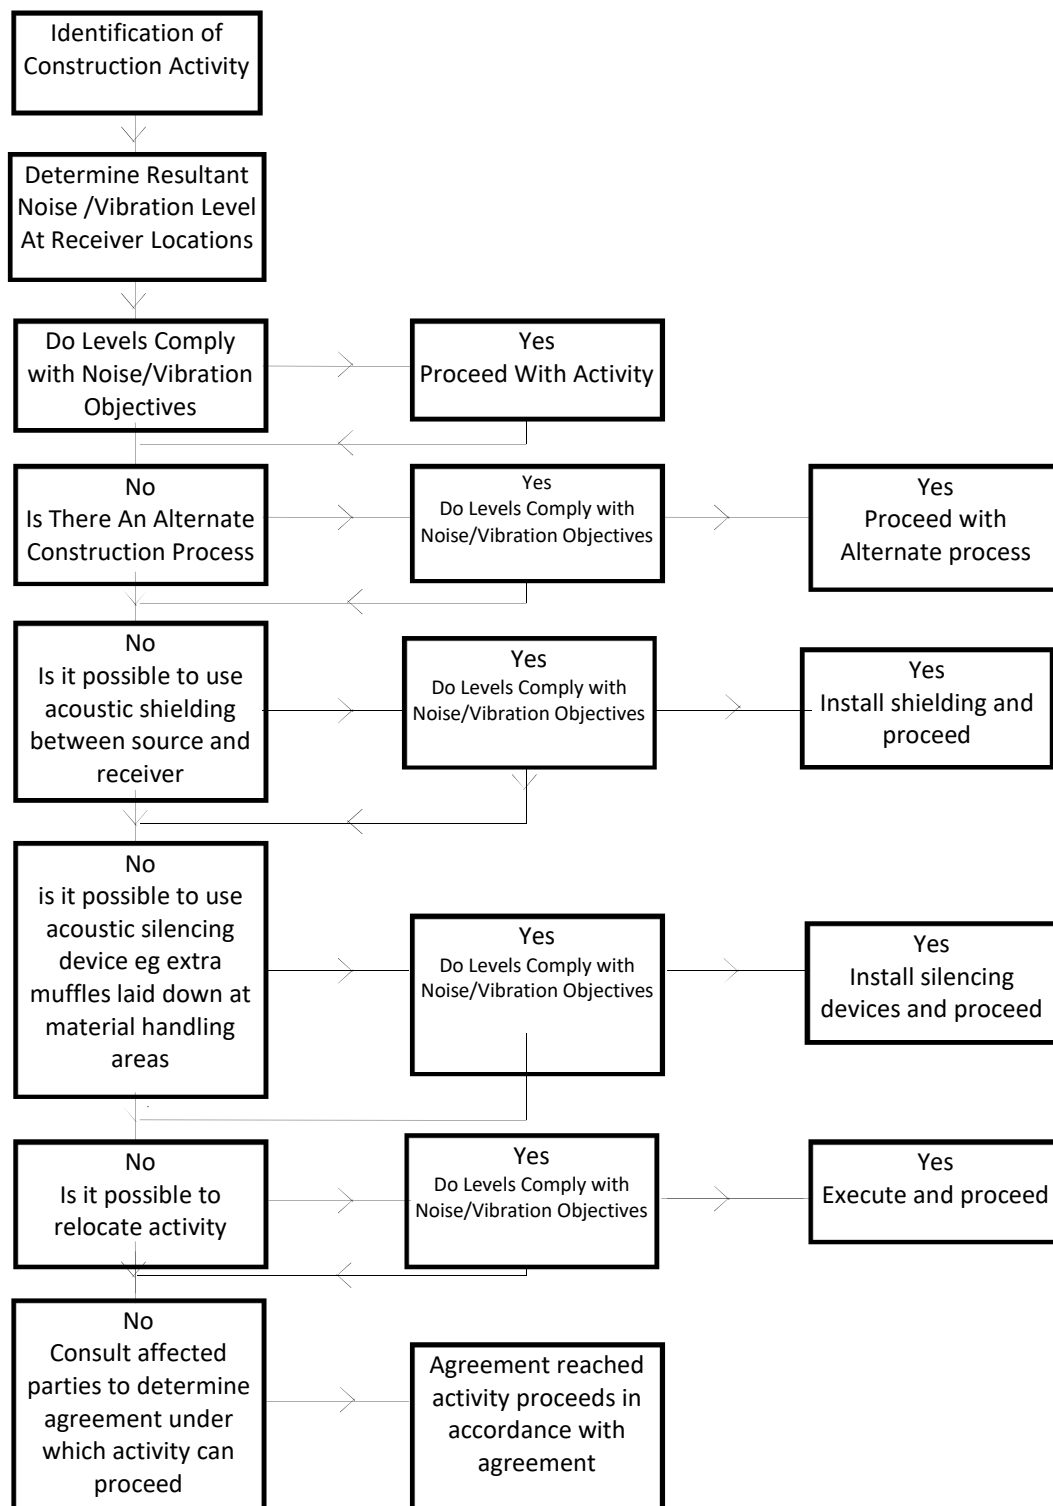 Identification of
Construction Activity
Determine Resultant
Noise /Vibration Level
At Receiver Locations
Do Levels Comply
with Noise/Vibration
Objectives
Yes
Proceed With Activity
No
Is There An Alternate
Construction Process
Yes
Do Levels Comply with
Noise/Vibration Objectives
Yes
Proceed with
Alternate process
No
Is it possible to use
acoustic shielding
between source and
receiver
Yes
Do Levels Comply with
Noise/Vibration Objectives
Yes
Install shielding and
proceed
No
is it possible to use
acoustic silencing
device eg extra
muffles laid down at
material handling
areas
Yes
Do Levels Comply with
Noise/Vibration Objectives
Yes
Install silencing
devices and proceed
No
Is it possible to
relocate activity
Yes
Do Levels Comply with
Noise/Vibration Objectives
Yes
Execute and proceed
No
Consult affected
parties to determine
agreement under
which activity can
proceed
Agreement reached
activity proceeds in
accordance with
agreement